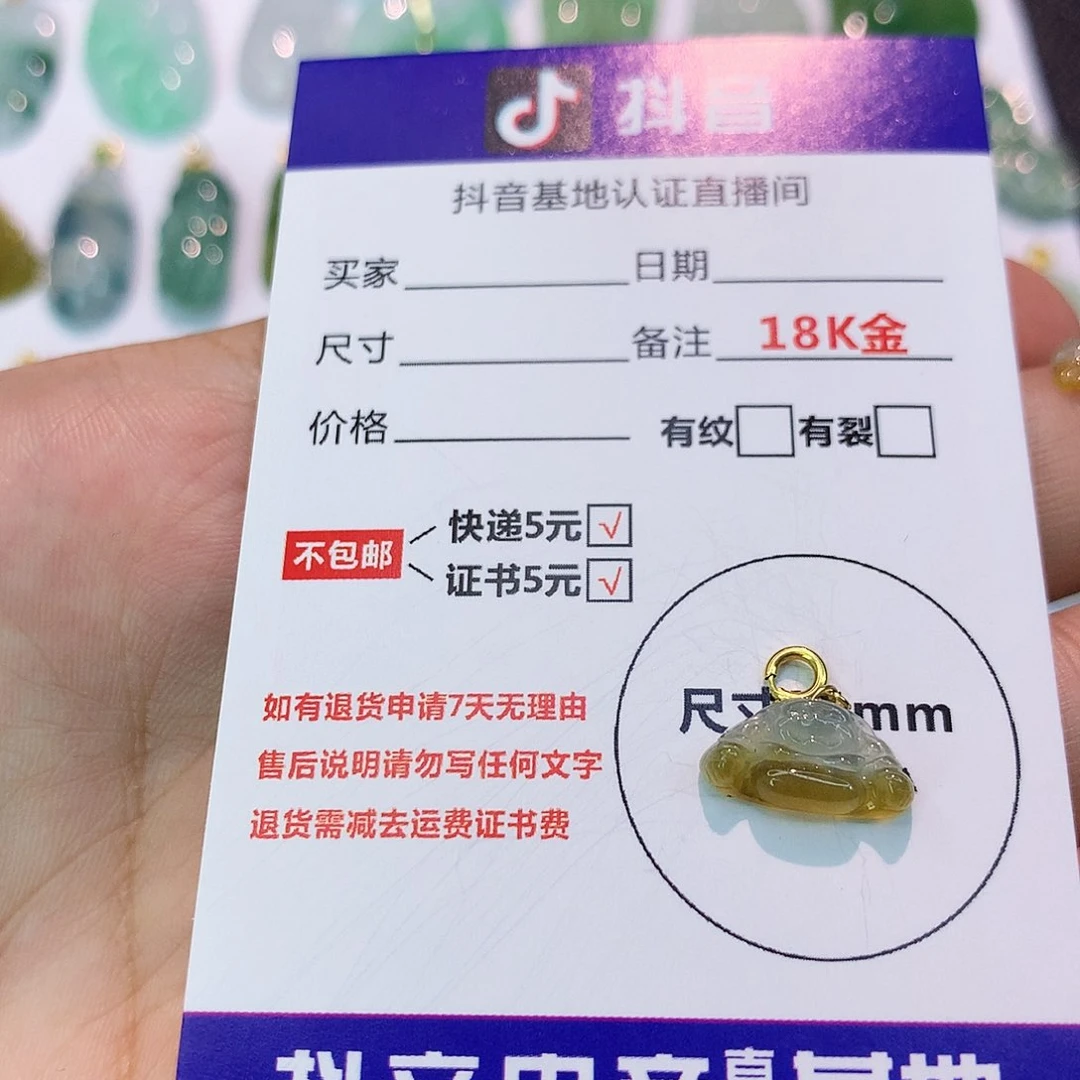 抖音
抖音基地认证直播间
买家 日期
尺寸 备注 18K金
价格 有纹 有裂
快递5元 √
不包邮
证书5元 √
如有退货申请7天无理由
售后说明请勿写任何文字
退货需减去运费证书费
尺寸 mm